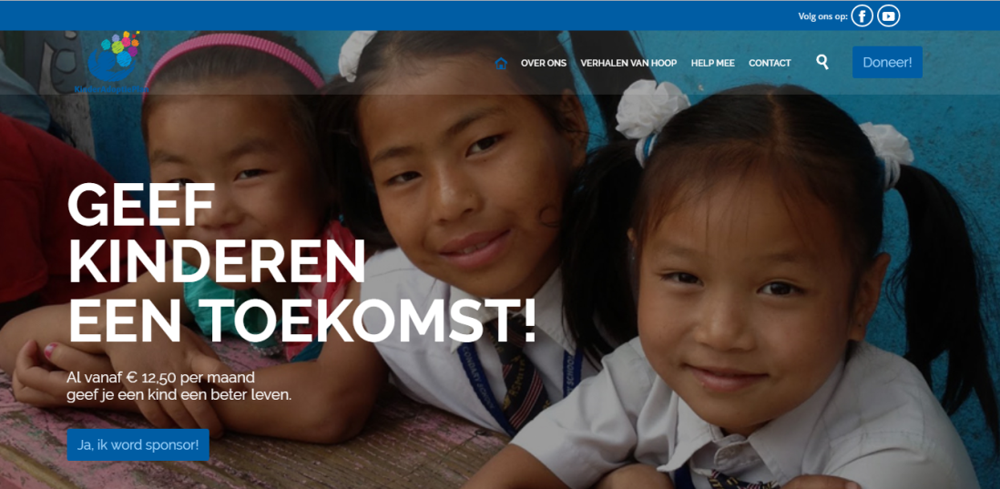 Volg ons op:
OVER ONS
VERHALEN VAN HOOP
HELP MEE
CONTACT
Doneer!
GEEF
KINDEREN
EEN TOEKOMST!
Al vanaf € 12,50 per maand
geef je een kind een beter leven.
Ja, ik word sponsor!